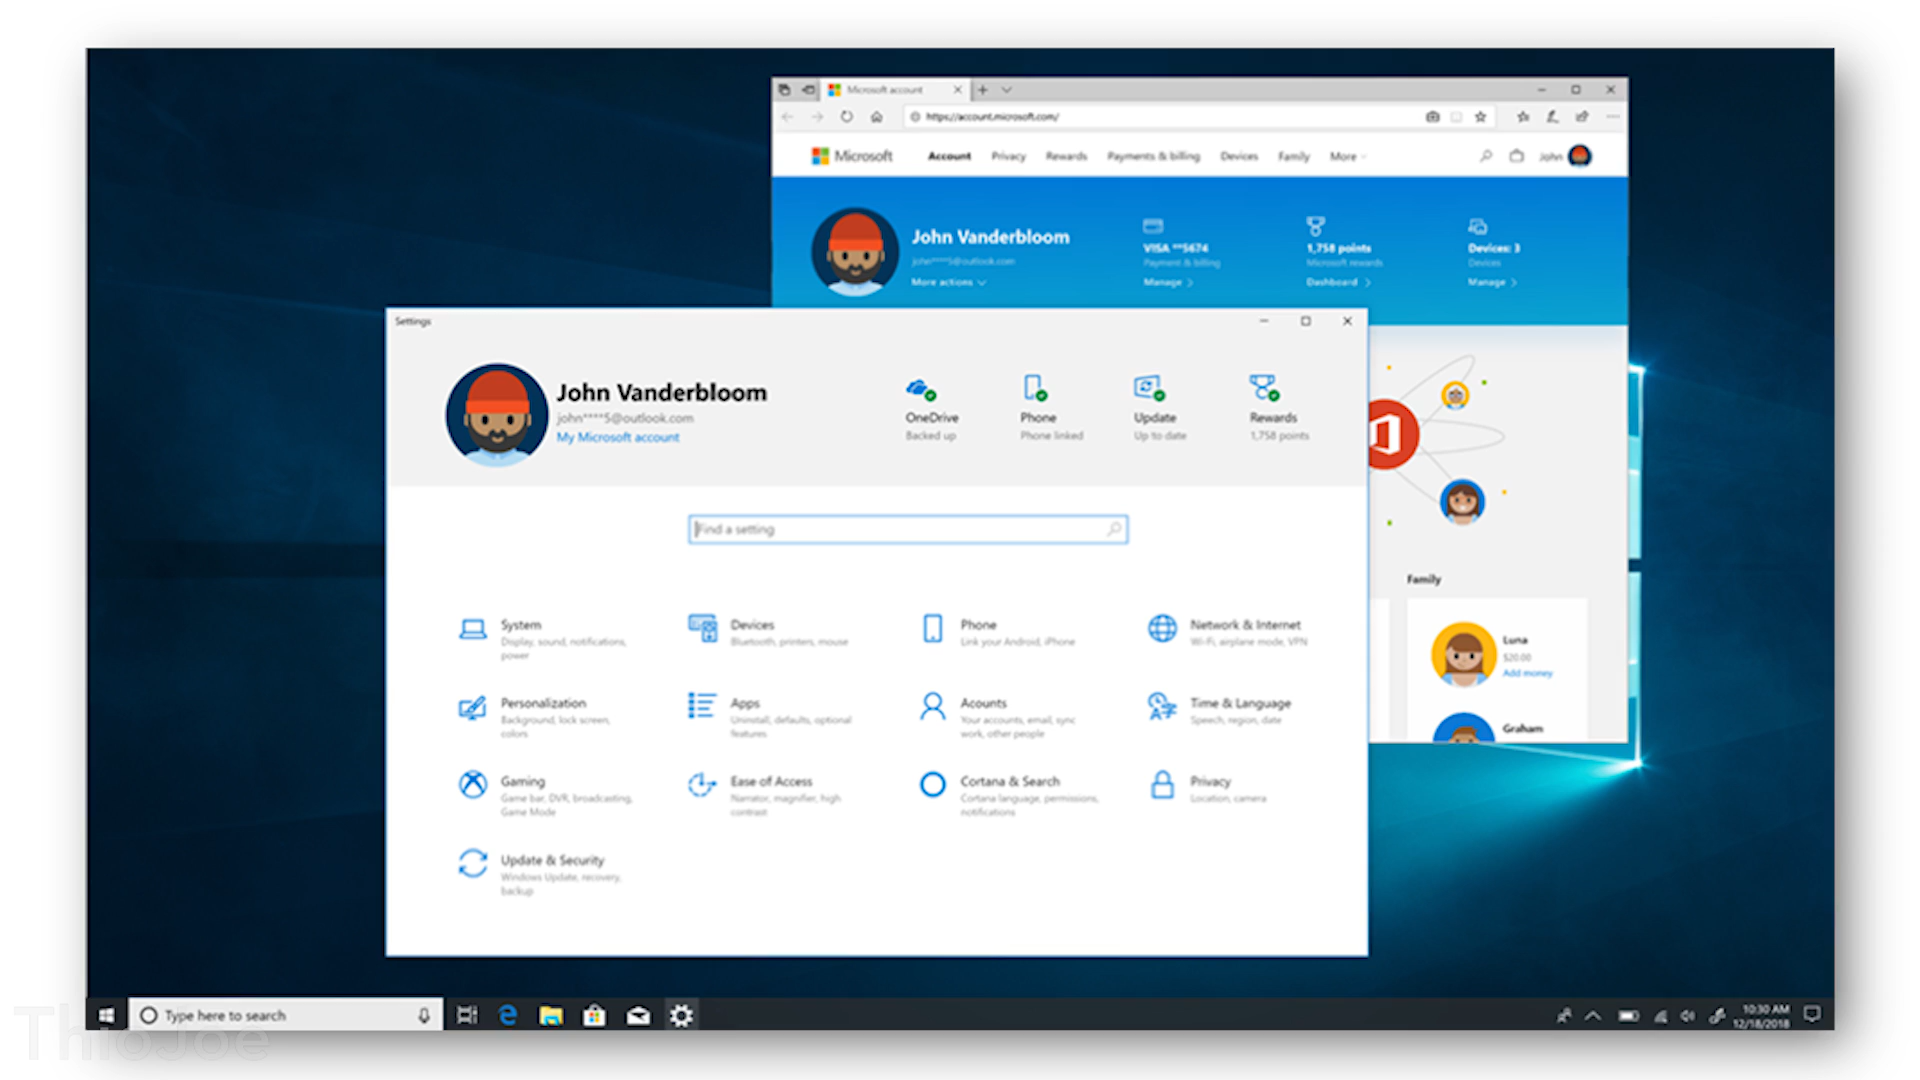 Microsoft account
https://account.microsoft.com/
Microsoft Account Privacy Rewards Payments & billing Devices Family More John
John Vanderbloom
john****5@outlook.com
More actions
VISA **5674
Payment & billing
Manage
1,758 points
Microsoft rewards
Dashboard
Devices: 3
Devices
Manage
Settings
John Vanderbloom
john****5@outlook.com
My Microsoft account
OneDrive
Backed up
Phone
Phone linked
Update
Up to date
Rewards
1,758 points
Find a setting
System
Display, sound, notifications,
power
Devices
Bluetooth, printers, mouse
Phone
Link your Android, iPhone
Network & Internet
Wi-Fi, airplane mode, VPN
Personalization
Background, lock screen,
colors
Apps
Uninstall, defaults, optional
features
Acounts
Your accounts, email, sync
work, other people
Time & Language
Speech, region, date
Gaming
Game bar, DVR, broadcasting,
Game Mode
Ease of Access
Narrator, magnifier, high
contrast
Cortana & Search
Cortana language, permissions,
notifications
Privacy
Location, camera
Update & Security
Windows Update, recovery,
backup
Family
Luna
$20.00
Add money
Graham
Type here to search
10:30 AM
12/18/2018
ThioJoe